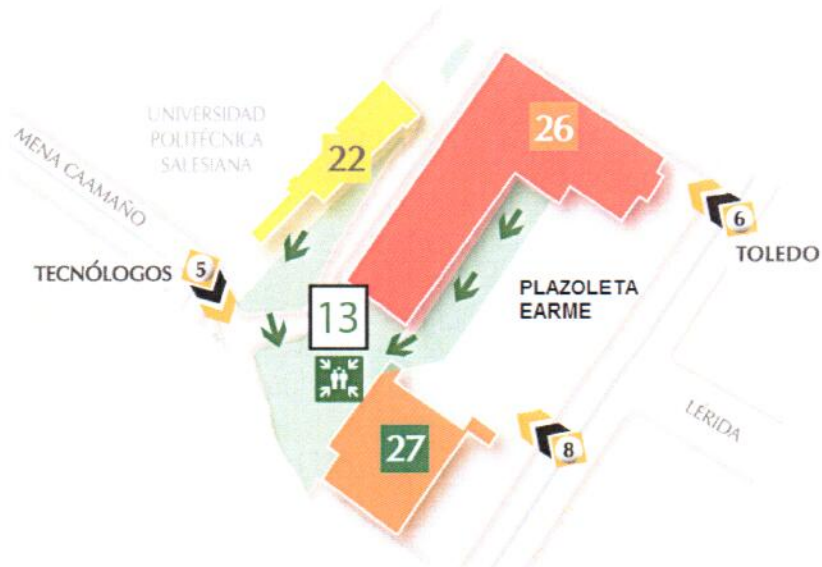 UNIVERSIDAD
POLITÉCNICA
SALESIANA
MENA CAAMAÑO
22
26
TECNÓLOGOS
5
6
TOLEDO
13
PLAZOLETA
EARME
27
8
LÉRIDA